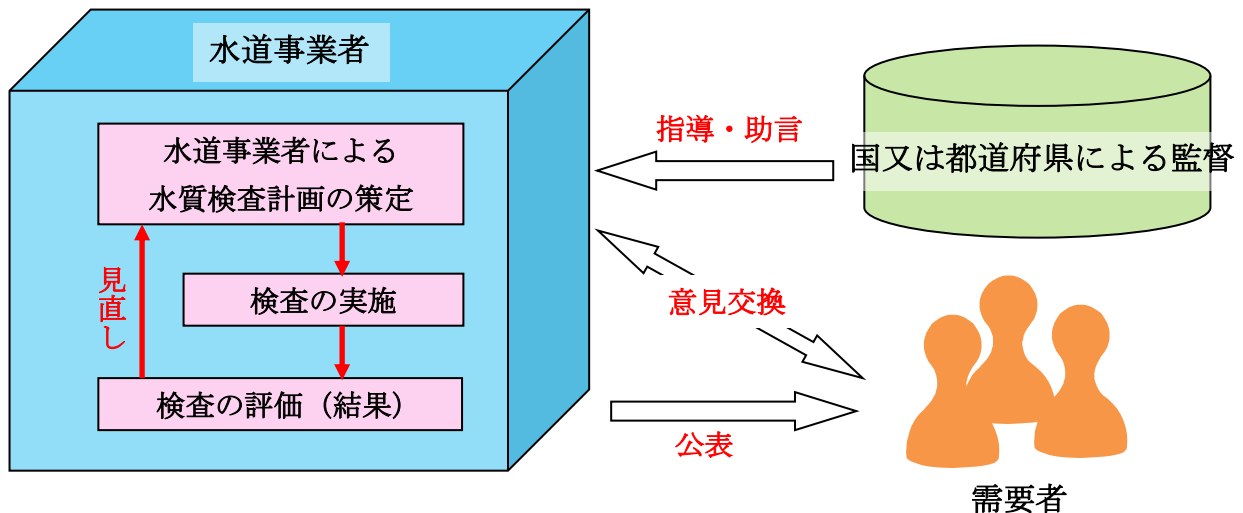 水道事業者
水道事業者による
水質検査計画の策定
見直し
検査の実施
検査の評価（結果）
指導・助言
国又は都道府県による監督
意見交換
公表
需要者